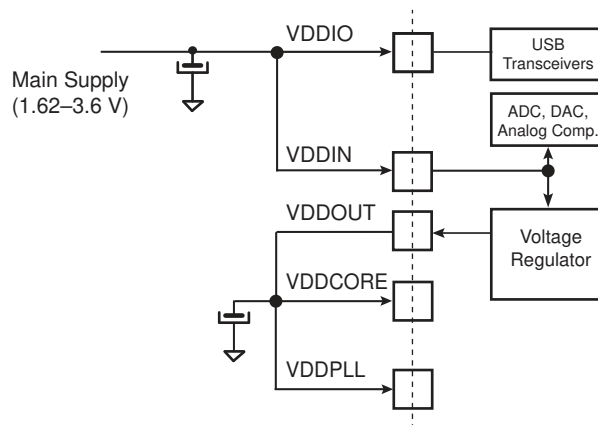 VDDIO
USB
Transceivers
Main Supply
(1.62–3.6 V)
ADC, DAC,
Analog Comp.
VDDIN
VDDOUT
Voltage
Regulator
VDDCORE
VDDPLL